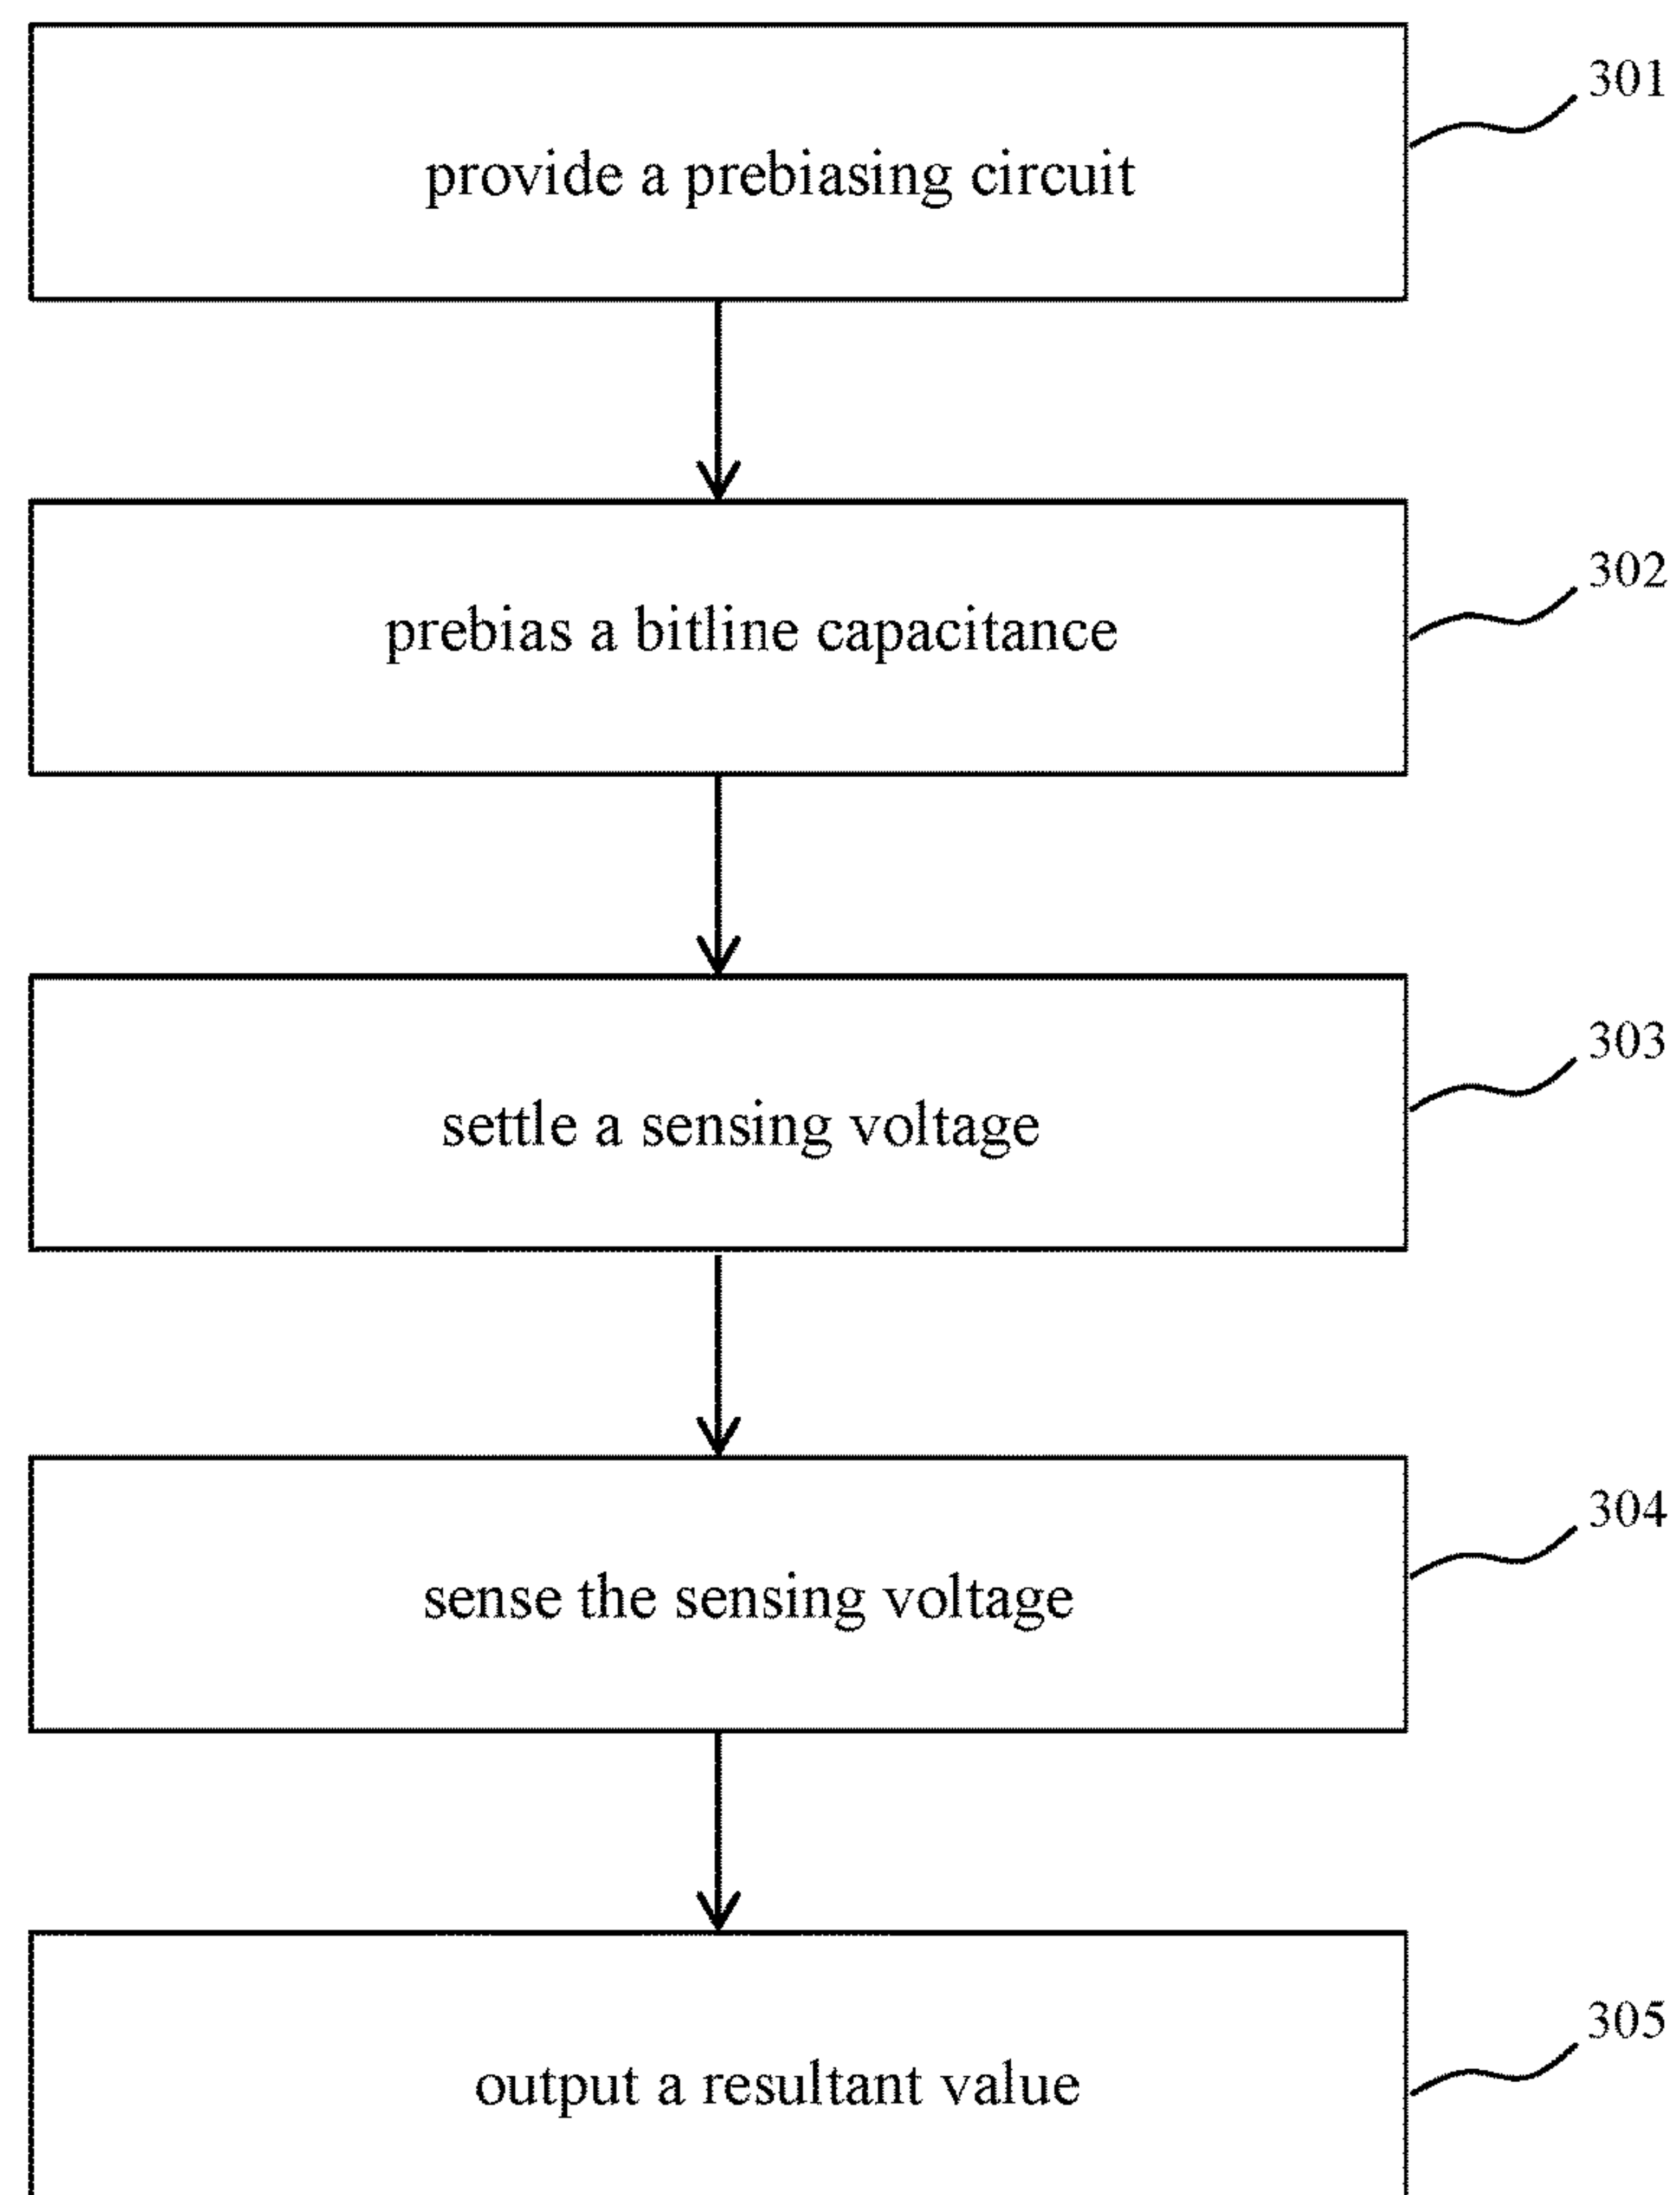 301
provide a prebiasing circuit
302
prebias a bitline capacitance
303
settle a sensing voltage
304
sense the sensing voltage
305
output a resultant value